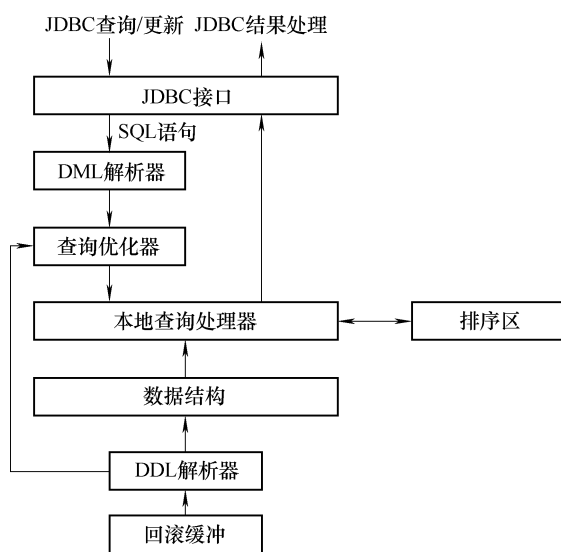 JDBC查询/更新 JDBC结果处理
JDBC接口
SQL语句
DML解析器
查询优化器
本地查询处理器
排序区
数据结构
DDL解析器
回滚缓冲